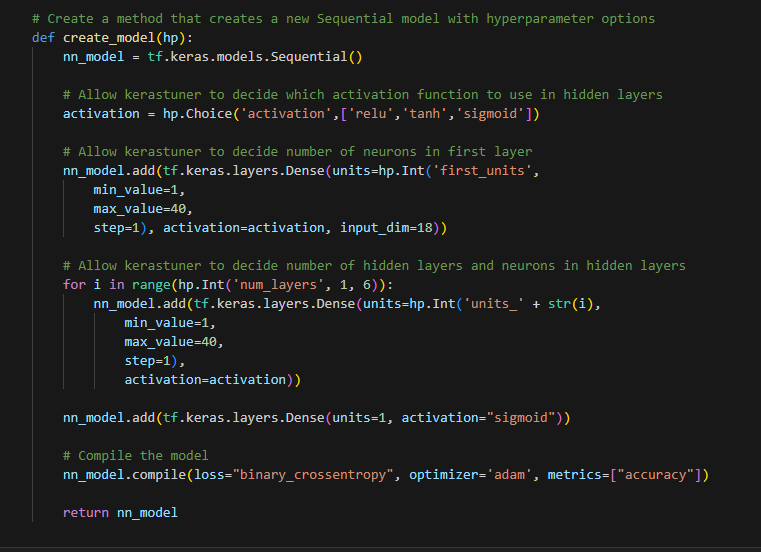 # Create a method that creates a new Sequential model with hyperparameter options
def create_model(hp):
    nn_model = tf.keras.models.Sequential()

    # Allow kerastuner to decide which activation function to use in hidden layers
    activation = hp.Choice('activation',['relu','tanh','sigmoid'])

    # Allow kerastuner to decide number of neurons in first layer
    nn_model.add(tf.keras.layers.Dense(units=hp.Int('first_units',
        min_value=1,
        max_value=40,
        step=1), activation=activation, input_dim=18))

    # Allow kerastuner to decide number of hidden layers and neurons in hidden layers
    for i in range(hp.Int('num_layers', 1, 6)):
        nn_model.add(tf.keras.layers.Dense(units=hp.Int('units_' + str(i),
            min_value=1,
            max_value=40,
            step=1),
            activation=activation))

    nn_model.add(tf.keras.layers.Dense(units=1, activation="sigmoid"))

    # Compile the model
    nn_model.compile(loss="binary_crossentropy", optimizer='adam', metrics=["accuracy"])

    return nn_model